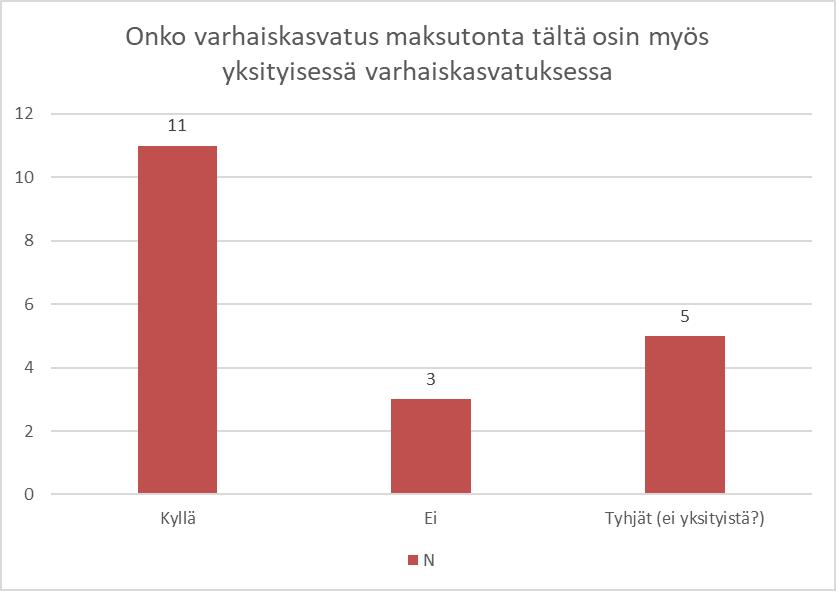 Onko varhaiskasvatus maksutonta tältä osin myös
yksityisessä varhaiskasvatuksessa
12
10
8
6
4
2
0
11
3
5
Kyllä
Ei
Tyhjät (ei yksityistä?)
N